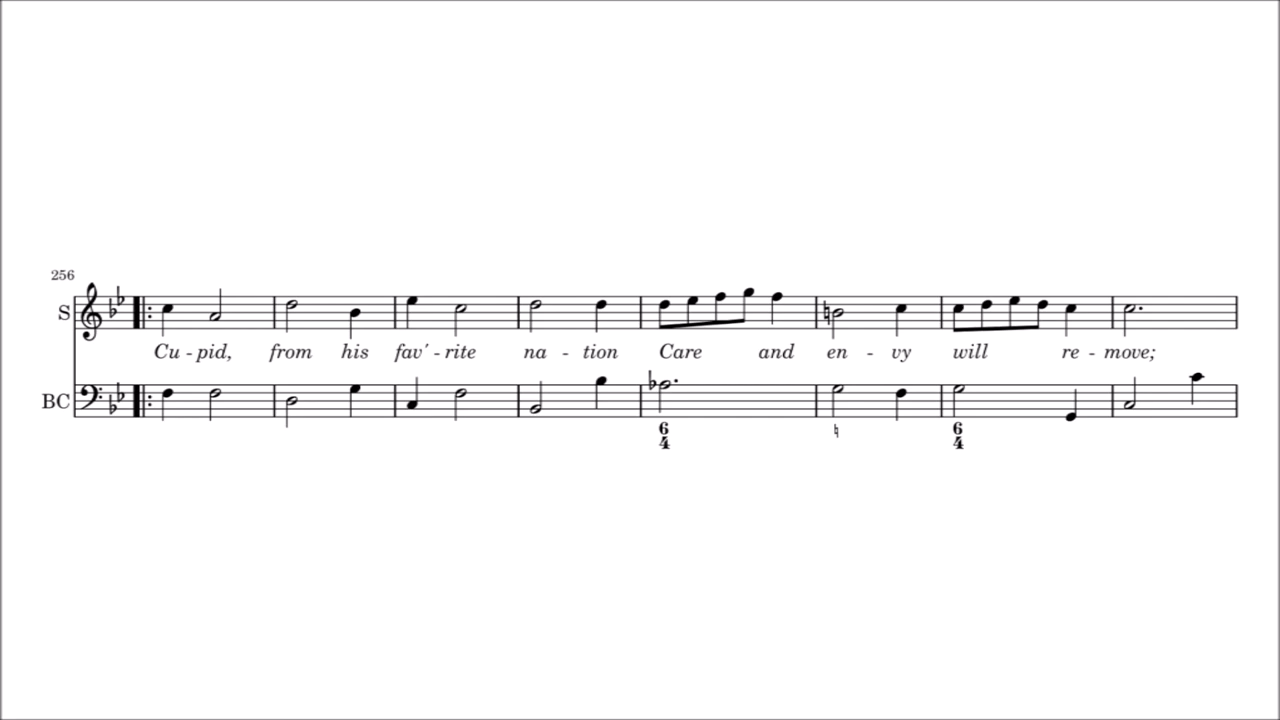 256
S
Cu - pid, from his fav´ - rite na - tion Care and en - vy will re - move;
BC
6 6
4 4